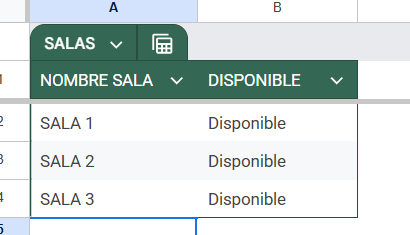 A B
SALAS
1 NOMBRE SALA DISPONIBLE
2 SALA 1 Disponible
3 SALA 2 Disponible
4 SALA 3 Disponible
5